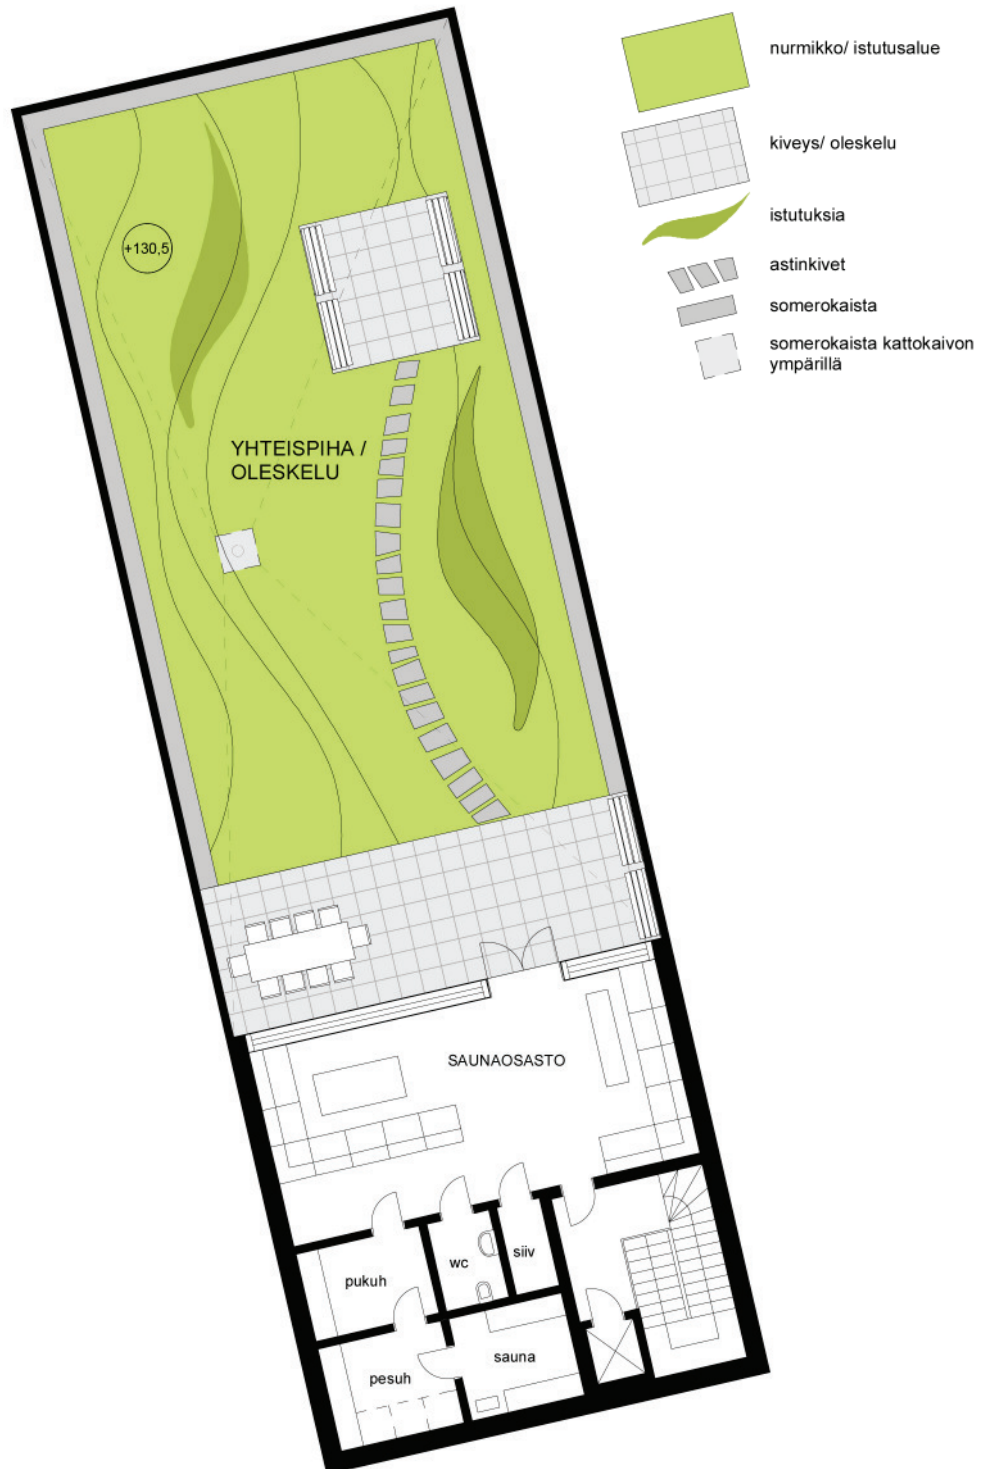 nurmikko/ istutusalue
kiveys/ oleskelu
istutuksia
astinkivet
somerokaista
somerokaista kattokaivon
ympärillä
+130,5
YHTEISPIHA /
OLESKELU
SAUNAOSASTO
pukuh
wc
siiv
pesuh
sauna